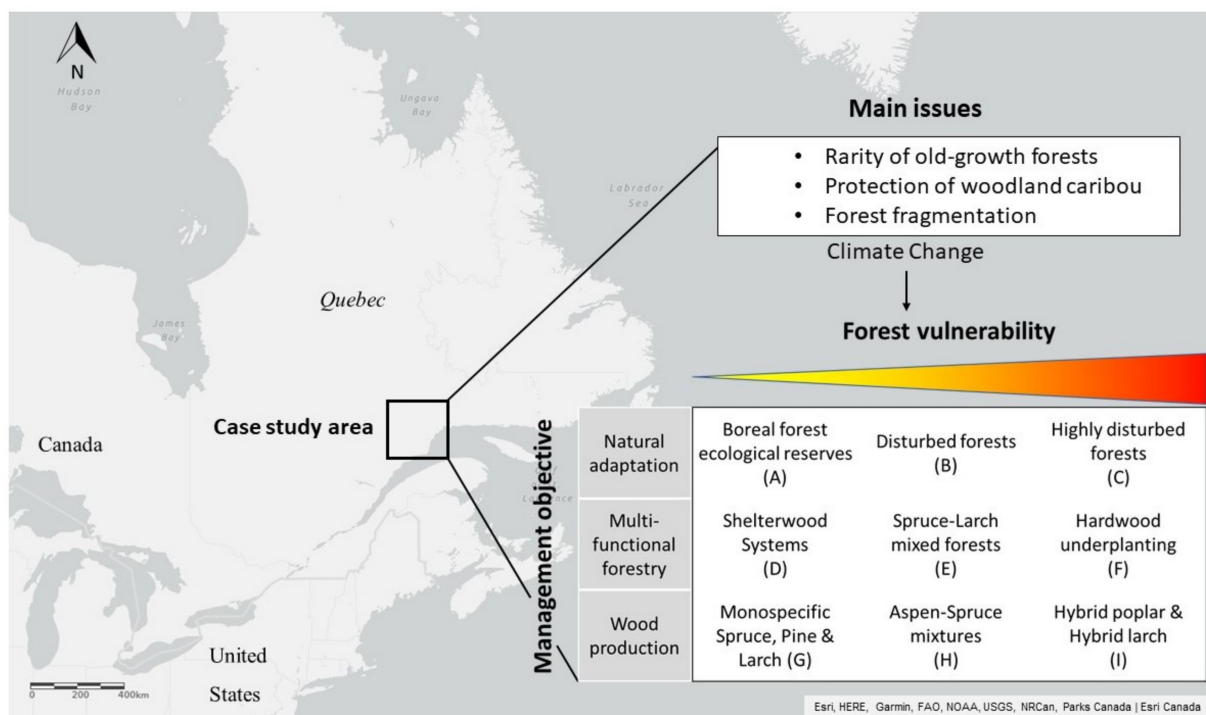 N
Hudson
Bay
Ungava
Bay
Labrador
Sea
James
Bay
Quebec
Canada
Case study area
United
States
0 200 400km
Main issues
• Rarity of old-growth forests
• Protection of woodland caribou
• Forest fragmentation
Climate Change
Forest vulnerability
Management objective
Natural
adaptation
Boreal forest
ecological reserves
(A)
Disturbed forests
(B)
Highly disturbed
forests
(C)
Multi-
functional
forestry
Shelterwood
Systems
(D)
Spruce-Larch
mixed forests
(E)
Hardwood
underplanting
(F)
Wood
production
Monospecific
Spruce, Pine &
Larch (G)
Aspen-Spruce
mixtures
(H)
Hybrid poplar &
Hybrid larch
(I)
Esri, HERE, Garmin, FAO, NOAA, USGS, NRCan, Parks Canada | Esri Canada